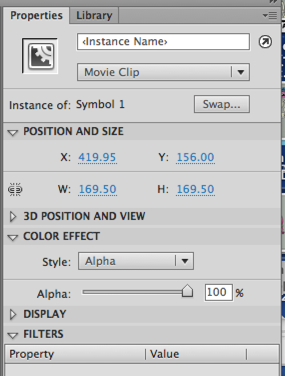 Properties Library
‹Instance Name›
Movie Clip
Instance of: Symbol 1 Swap...
POSITION AND SIZE
X: 419.95 Y: 156.00
W: 169.50 H: 169.50
3D POSITION AND VIEW
COLOR EFFECT
Style: Alpha
Alpha: 100 %
DISPLAY
FILTERS
Property Value